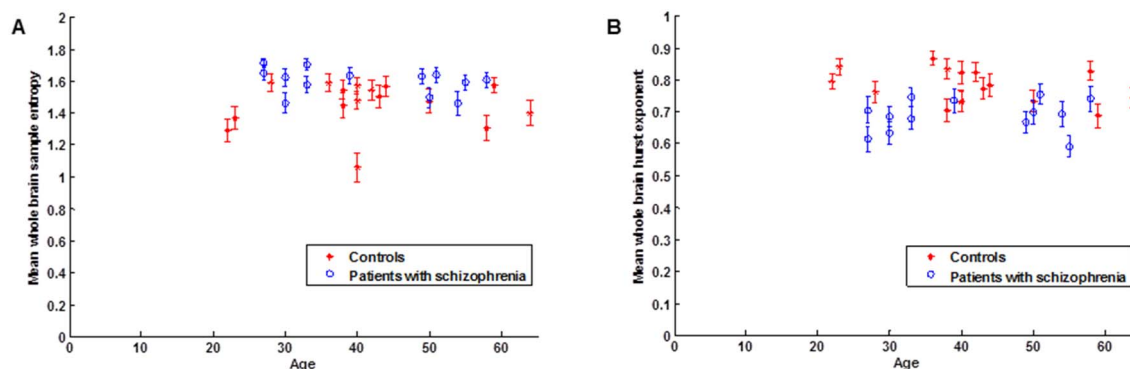 A
Mean whole brain sample entropy
2
1.8
1.6
1.4
1.2
1
0.8
0.6
0.4
0.2
0
0 10 20 30 40 50 60
Age
Controls
Patients with schizophrenia
B
Mean whole brain hurst exponent
1
0.9
0.8
0.7
0.6
0.5
0.4
0.3
0.2
0.1
0
0 10 20 30 40 50 60
Age
Controls
Patients with schizophrenia